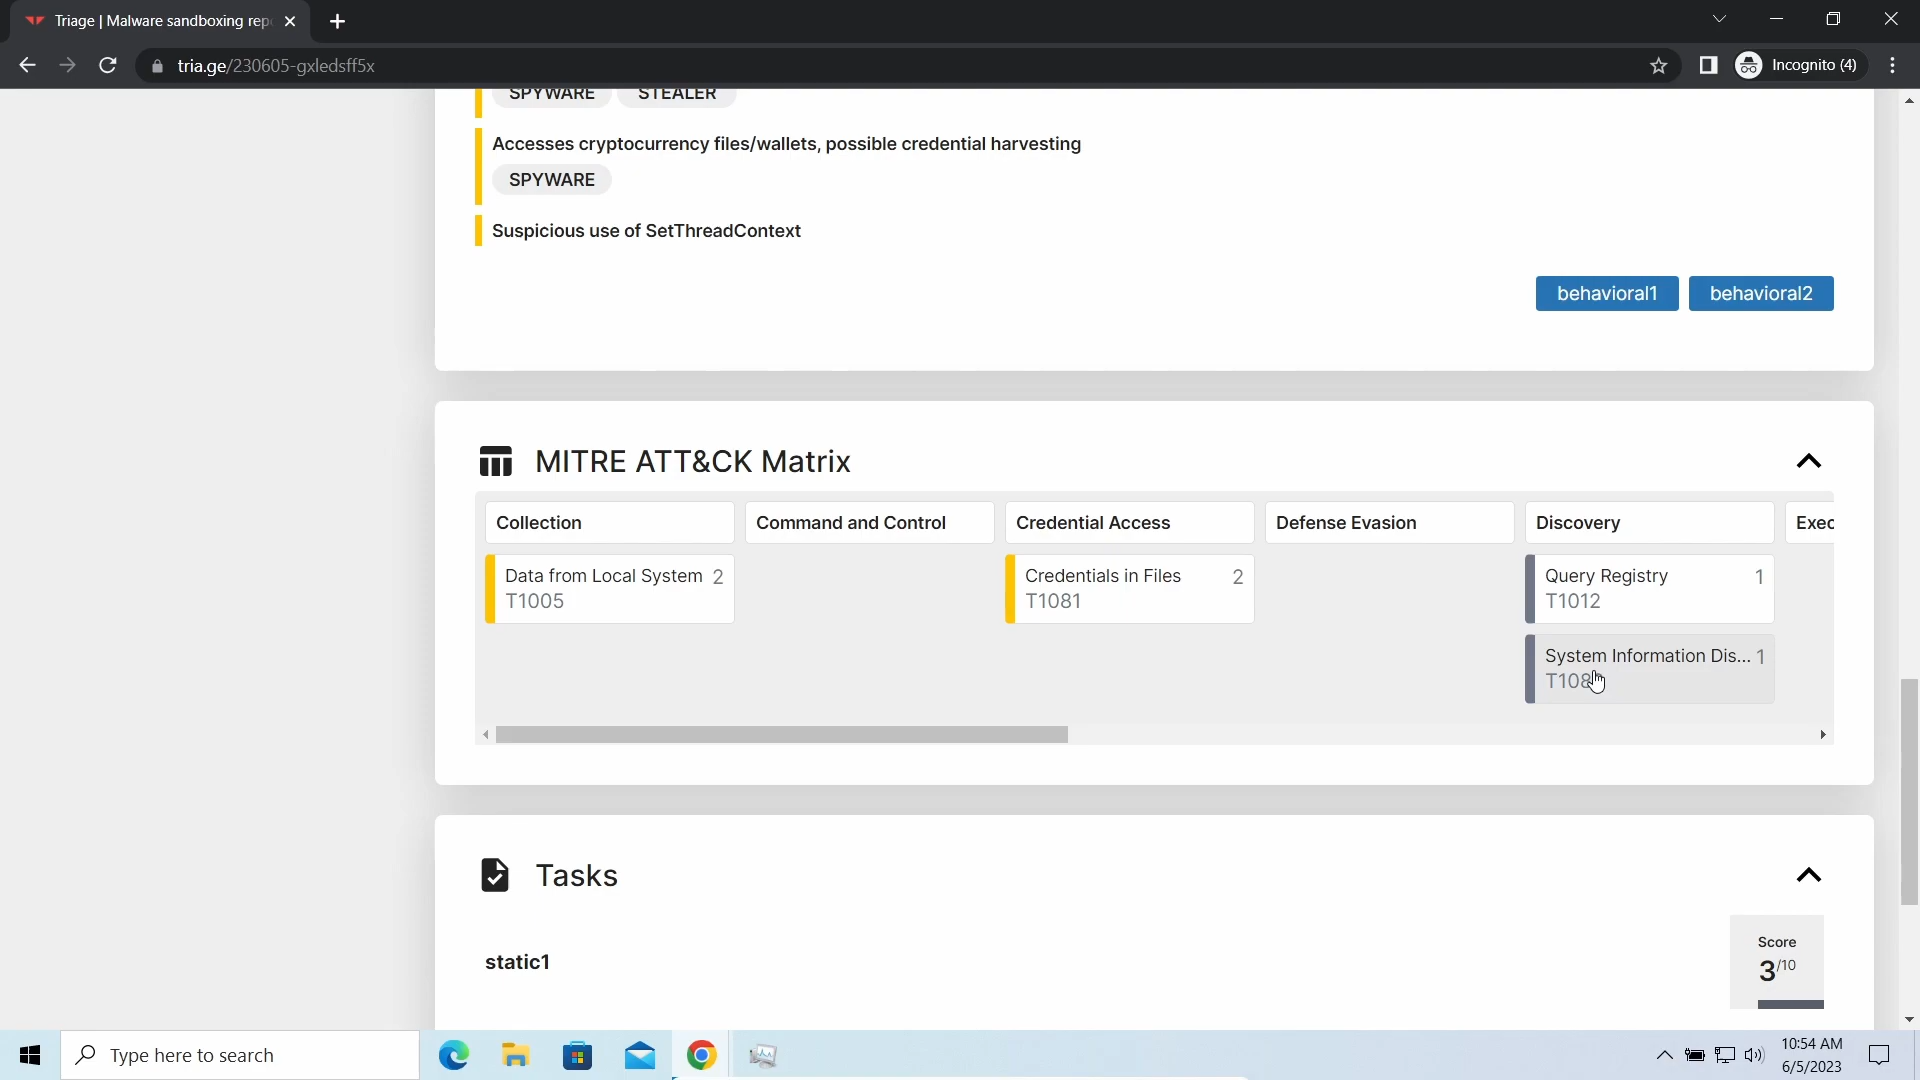 Triage | Malware sandboxing rep
tria.ge/230605-gxledsff5x
Incognito (4)
SPYWARE STEALER
Accesses cryptocurrency files/wallets, possible credential harvesting
SPYWARE
Suspicious use of SetThreadContext
behavioral1 behavioral2
MITRE ATT&CK Matrix
Collection Command and Control Credential Access Defense Evasion Discovery Exec
Data from Local System 2 Credentials in Files 2 Query Registry 1
T1005 T1081 T1012
System Information Dis... 1
T108
Tasks
static1
Score
3/10
Type here to search
10:54 AM
6/5/2023